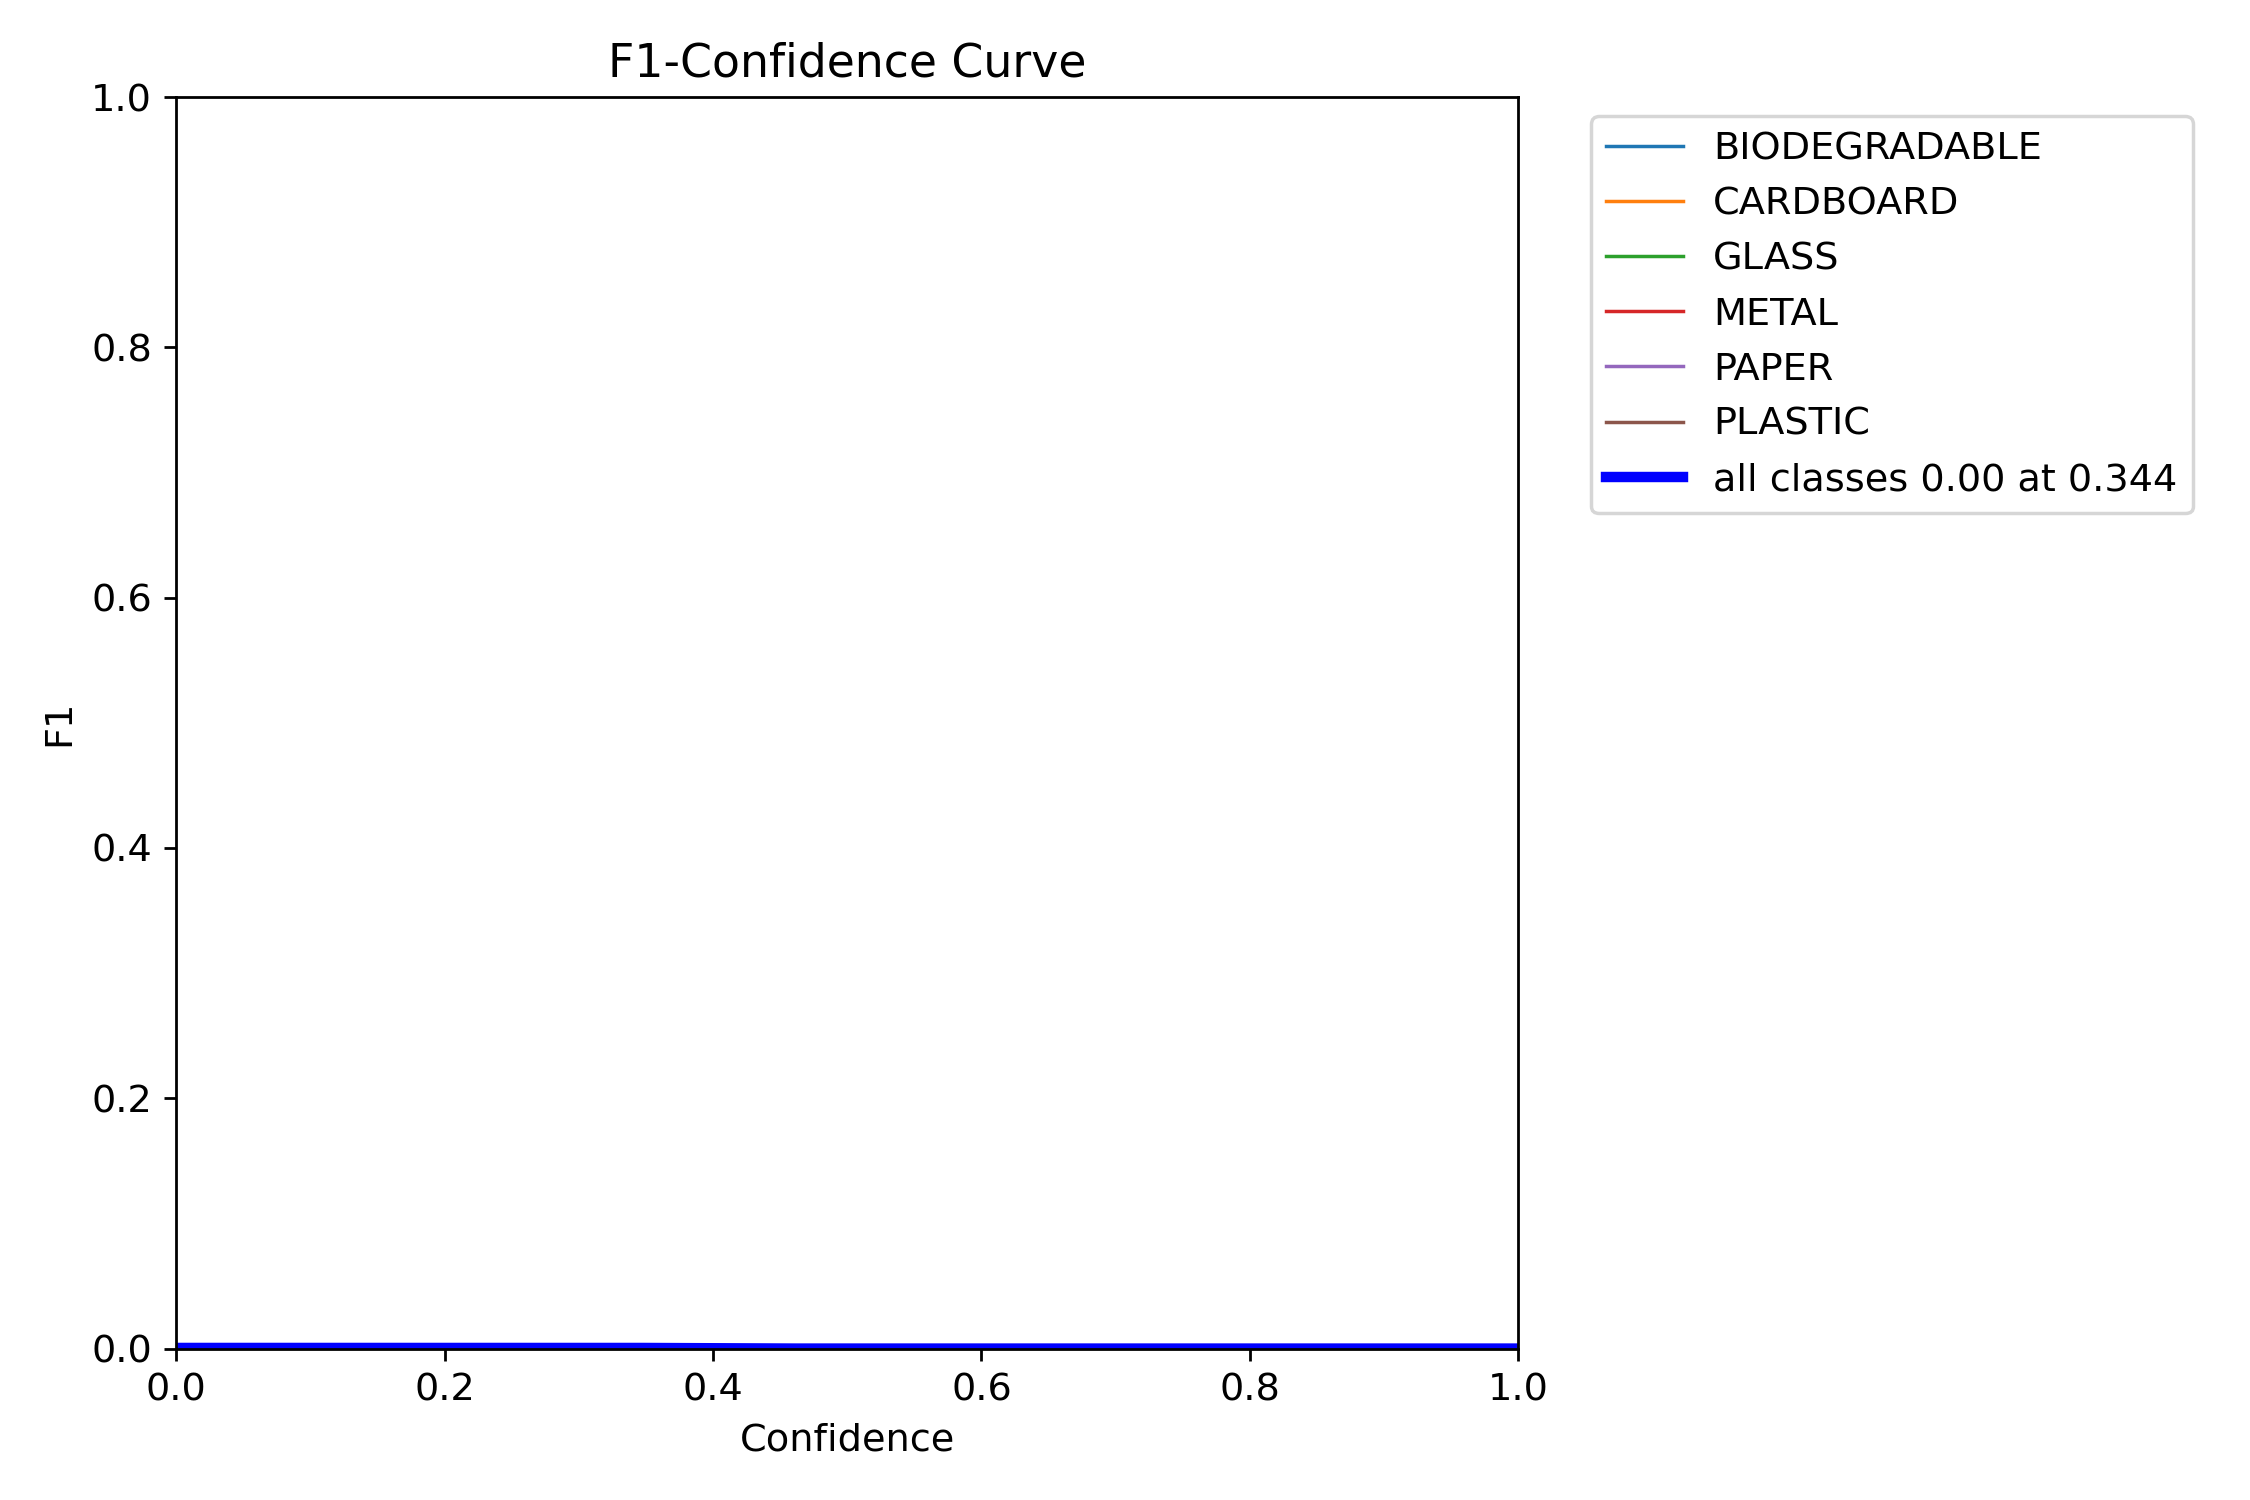 F1-Confidence Curve
1.0
0.8
0.6
0.4
0.2
0.0
F1
0.0 0.2 0.4 0.6 0.8 1.0
Confidence
BIODEGRADABLE
CARDBOARD
GLASS
METAL
PAPER
PLASTIC
all classes 0.00 at 0.344